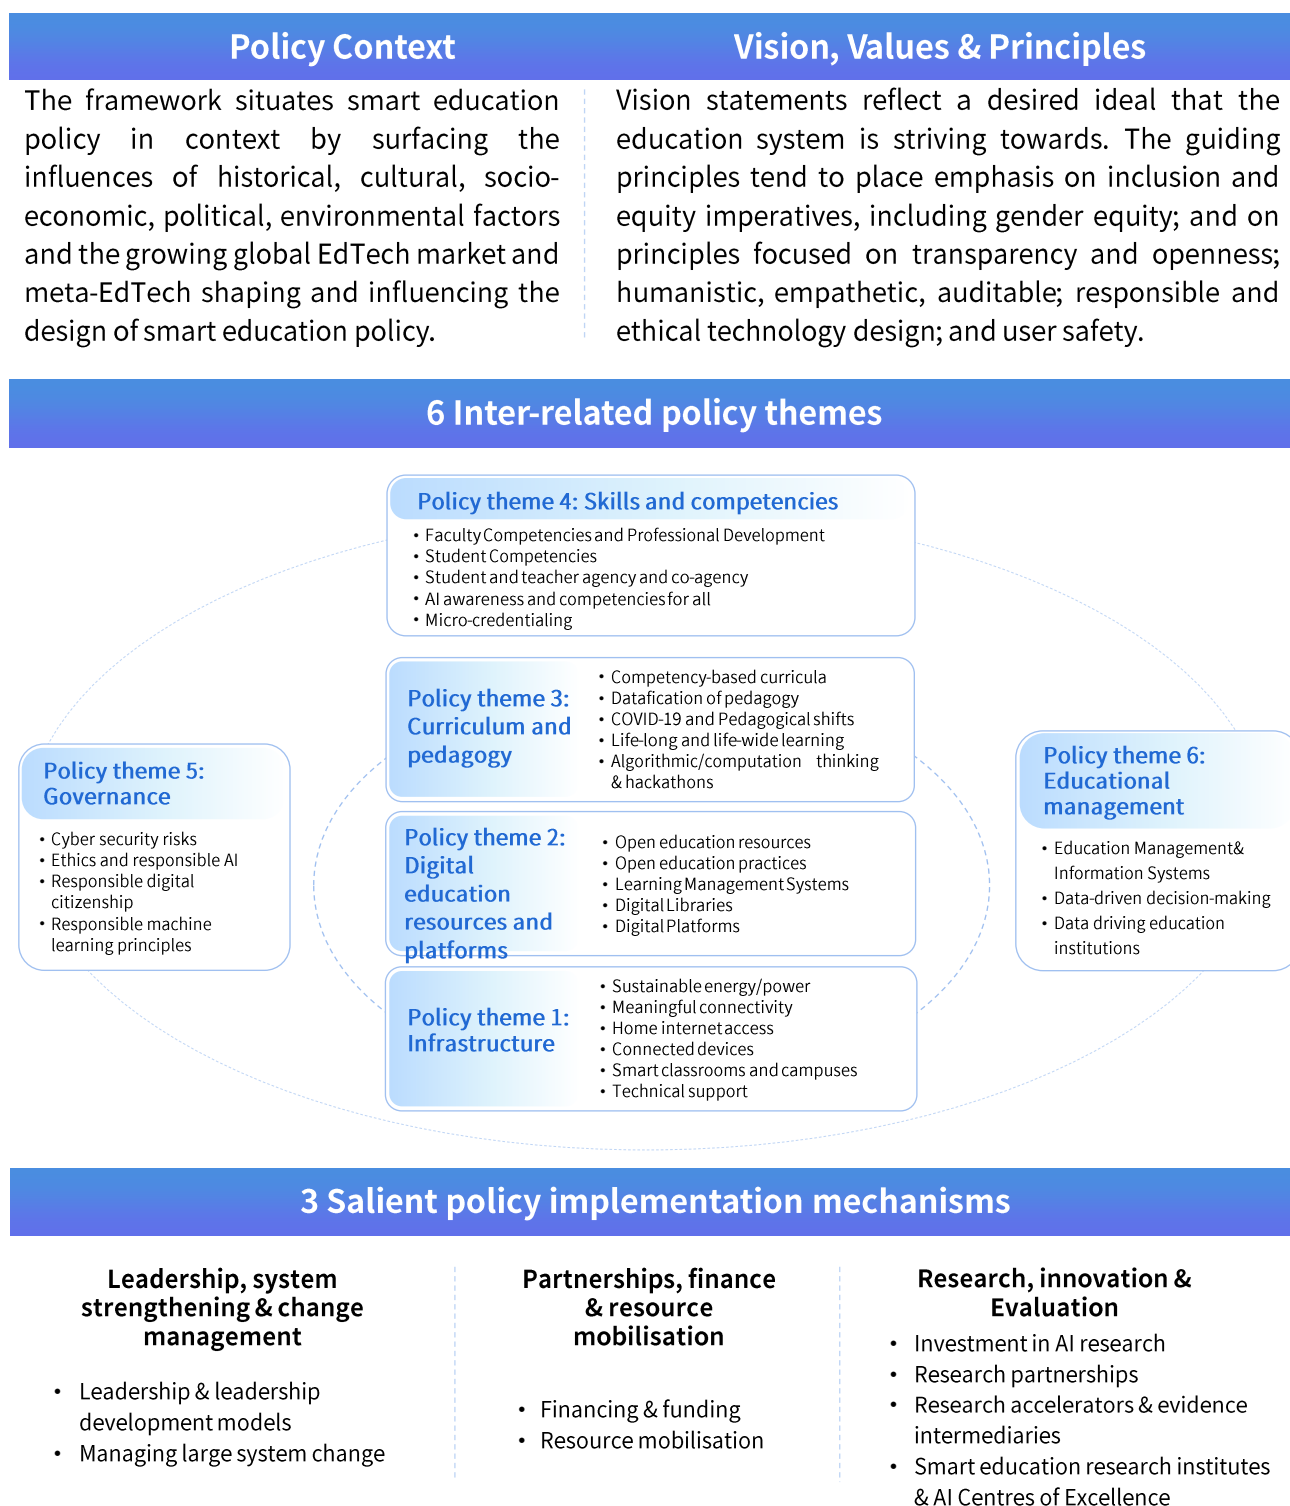 Policy Context
Vision, Values & Principles
The framework situates smart education
policy in context by surfacing the
influences of historical, cultural, socio-
economic, political, environmental factors
and the growing global EdTech market and
meta-EdTech shaping and influencing the
design of smart education policy.
Vision statements reflect a desired ideal that the
education system is striving towards. The guiding
principles tend to place emphasis on inclusion and
equity imperatives, including gender equity; and on
principles focused on transparency and openness;
humanistic, empathetic, auditable; responsible and
ethical technology design; and user safety.
6 Inter-related policy themes
Policy theme 4: Skills and competencies
• Faculty Competencies and Professional Development
• Student Competencies
• Student and teacher agency and co-agency
• AI awareness and competencies for all
• Micro-credentialing
Policy theme 3:
Curriculum and
pedagogy
• Competency-based curricula
• Datafication of pedagogy
• COVID-19 and Pedagogical shifts
• Life-long and life-wide learning
• Algorithmic/computation thinking
& hackathons
Policy theme 5:
Governance
• Cyber security risks
• Ethics and responsible AI
• Responsible digital
citizenship
• Responsible machine
learning principles
Policy theme 2:
Digital
education
resources and
platforms
• Open education resources
• Open education practices
• Learning Management Systems
• Digital Libraries
• Digital Platforms
Policy theme 6:
Educational
management
• Education Management&
Information Systems
• Data-driven decision-making
• Data driving education
institutions
Policy theme 1:
Infrastructure
• Sustainable energy/power
• Meaningful connectivity
• Home internet access
• Connected devices
• Smart classrooms and campuses
• Technical support
3 Salient policy implementation mechanisms
Leadership, system
strengthening & change
management
• Leadership & leadership
development models
• Managing large system change
Partnerships, finance
& resource
mobilisation
• Financing & funding
• Resource mobilisation
Research, innovation &
Evaluation
• Investment in AI research
• Research partnerships
• Research accelerators & evidence
intermediaries
• Smart education research institutes
& AI Centres of Excellence